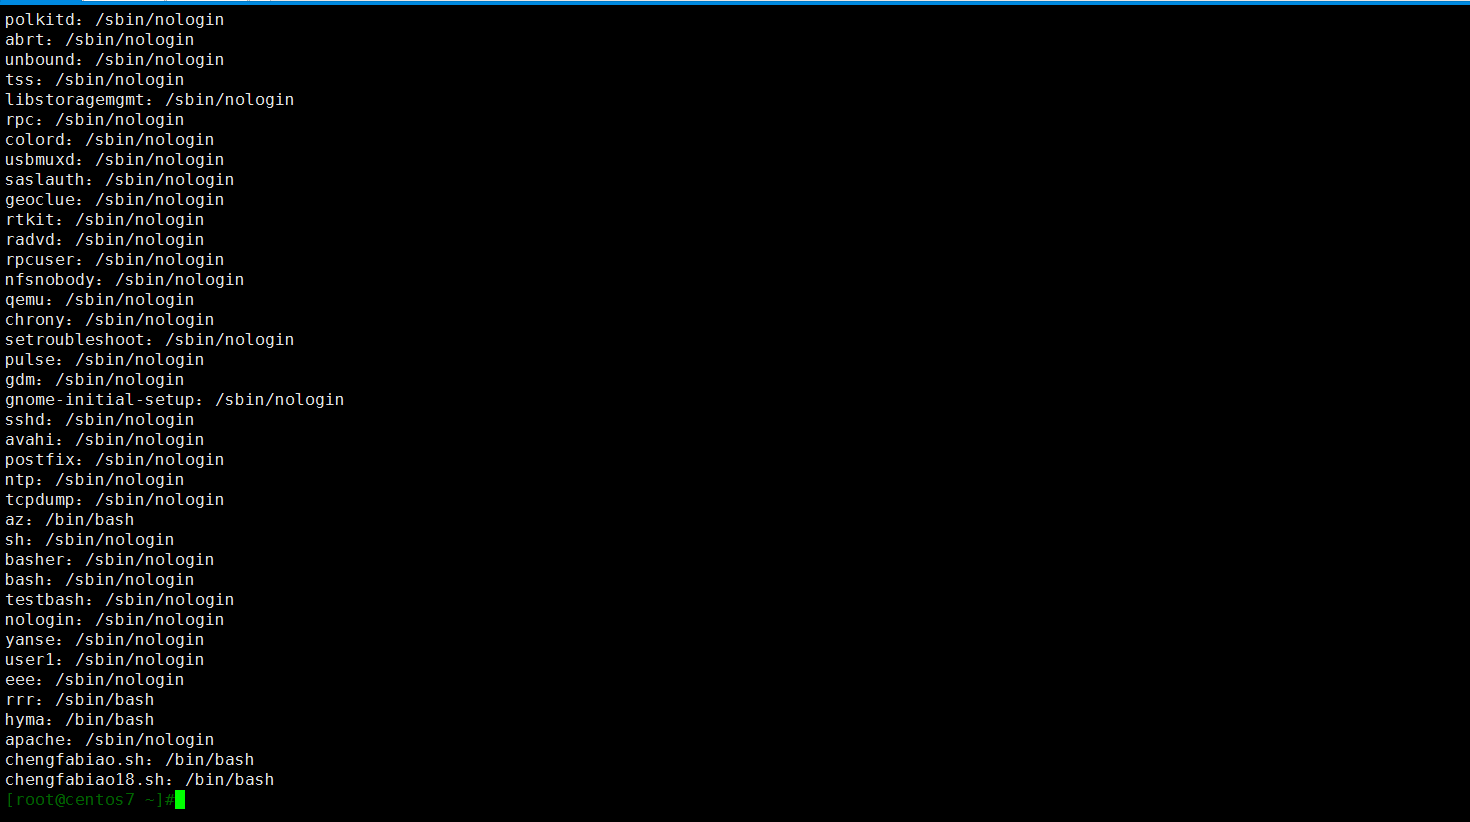 polkitd：/sbin/nologin
abrt：/sbin/nologin
unbound：/sbin/nologin
tss：/sbin/nologin
libstoragemgmt：/sbin/nologin
rpc：/sbin/nologin
colord：/sbin/nologin
usbmuxd：/sbin/nologin
saslauth：/sbin/nologin
geoclue：/sbin/nologin
rtkit：/sbin/nologin
radvd：/sbin/nologin
rpcuser：/sbin/nologin
nfsnobody：/sbin/nologin
qemu：/sbin/nologin
chrony：/sbin/nologin
setroubleshoot：/sbin/nologin
pulse：/sbin/nologin
gdm：/sbin/nologin
gnome-initial-setup：/sbin/nologin
sshd：/sbin/nologin
avahi：/sbin/nologin
postfix：/sbin/nologin
ntp：/sbin/nologin
tcpdump：/sbin/nologin
az：/bin/bash
sh：/sbin/nologin
basher：/sbin/nologin
bash：/sbin/nologin
testbash：/sbin/nologin
nologin：/sbin/nologin
yanse：/sbin/nologin
user1：/sbin/nologin
eee：/sbin/nologin
rrr：/sbin/bash
hyma：/bin/bash
apache：/sbin/nologin
chengfabiao.sh：/bin/bash
chengfabiao18.sh：/bin/bash
[root@centos7 ~]#